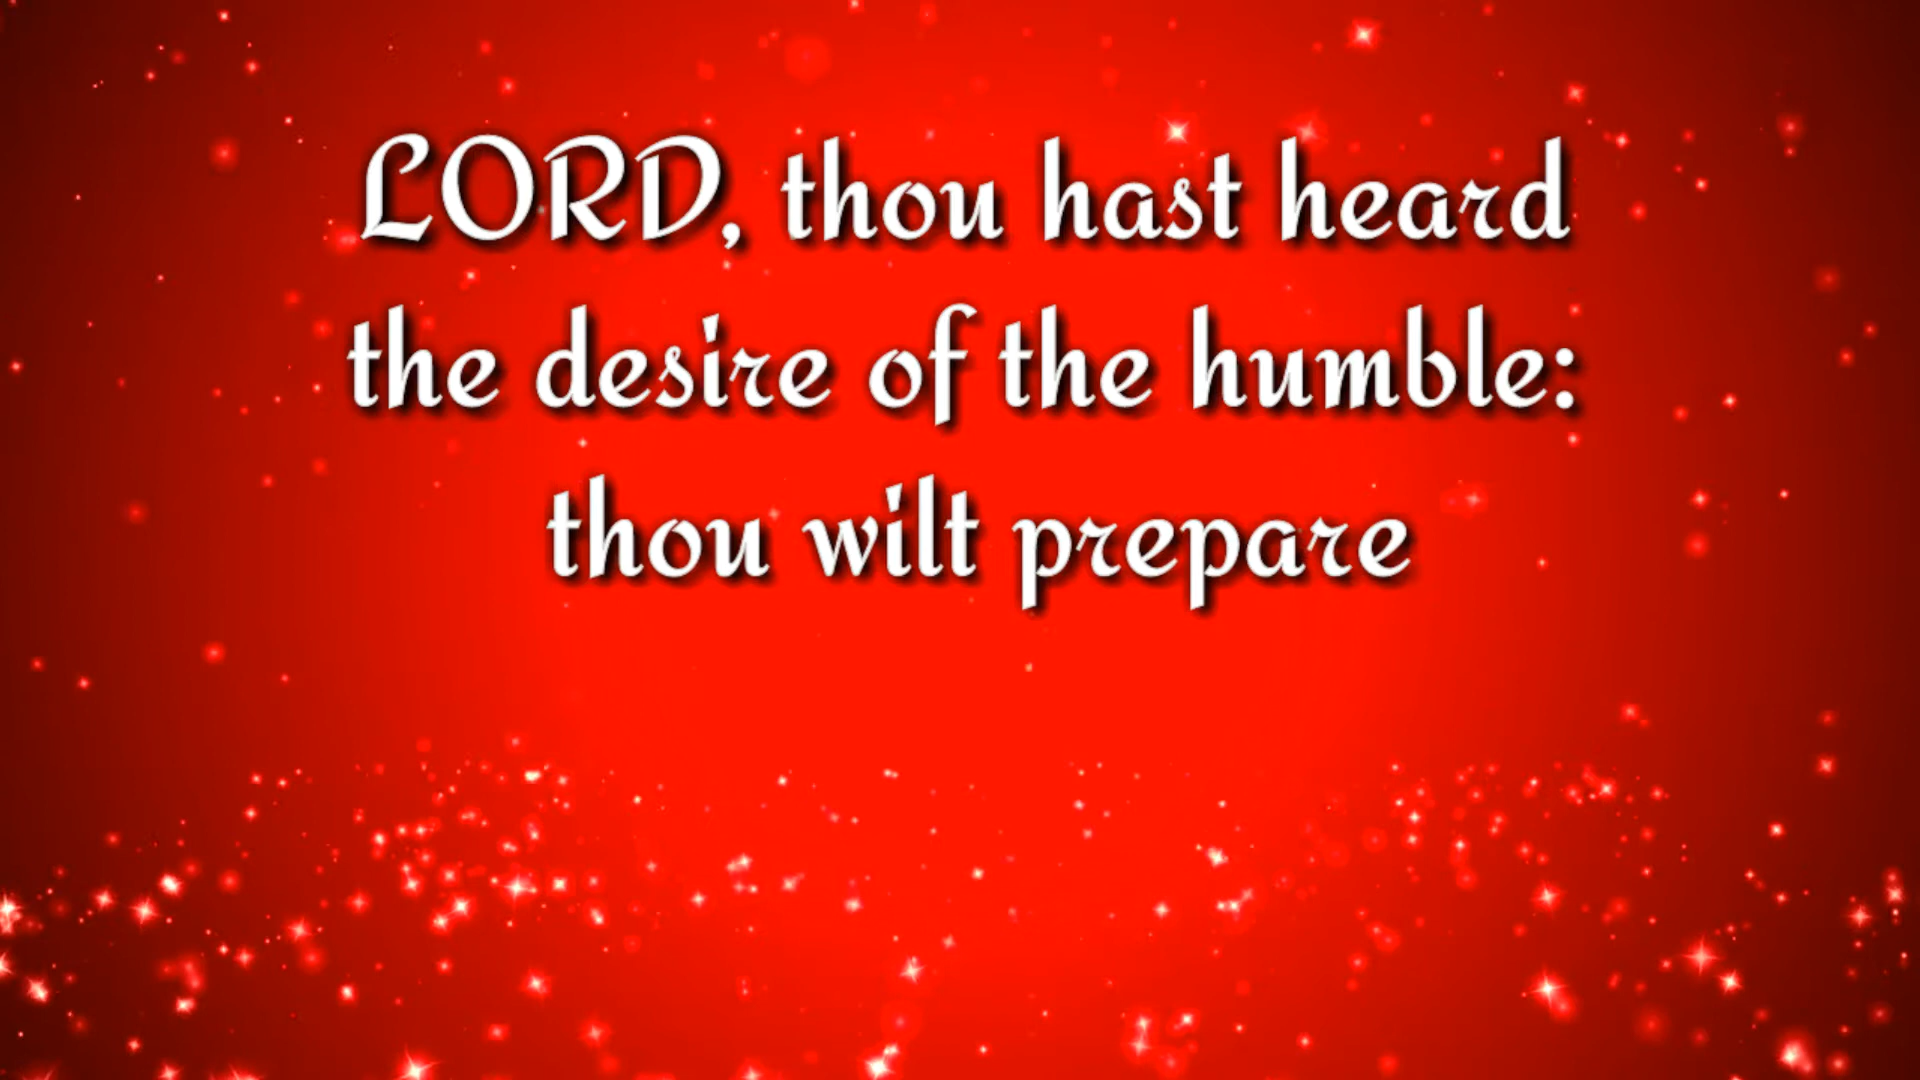 LORD, thou hast heard
the desire of the humble:
thou wilt prepare